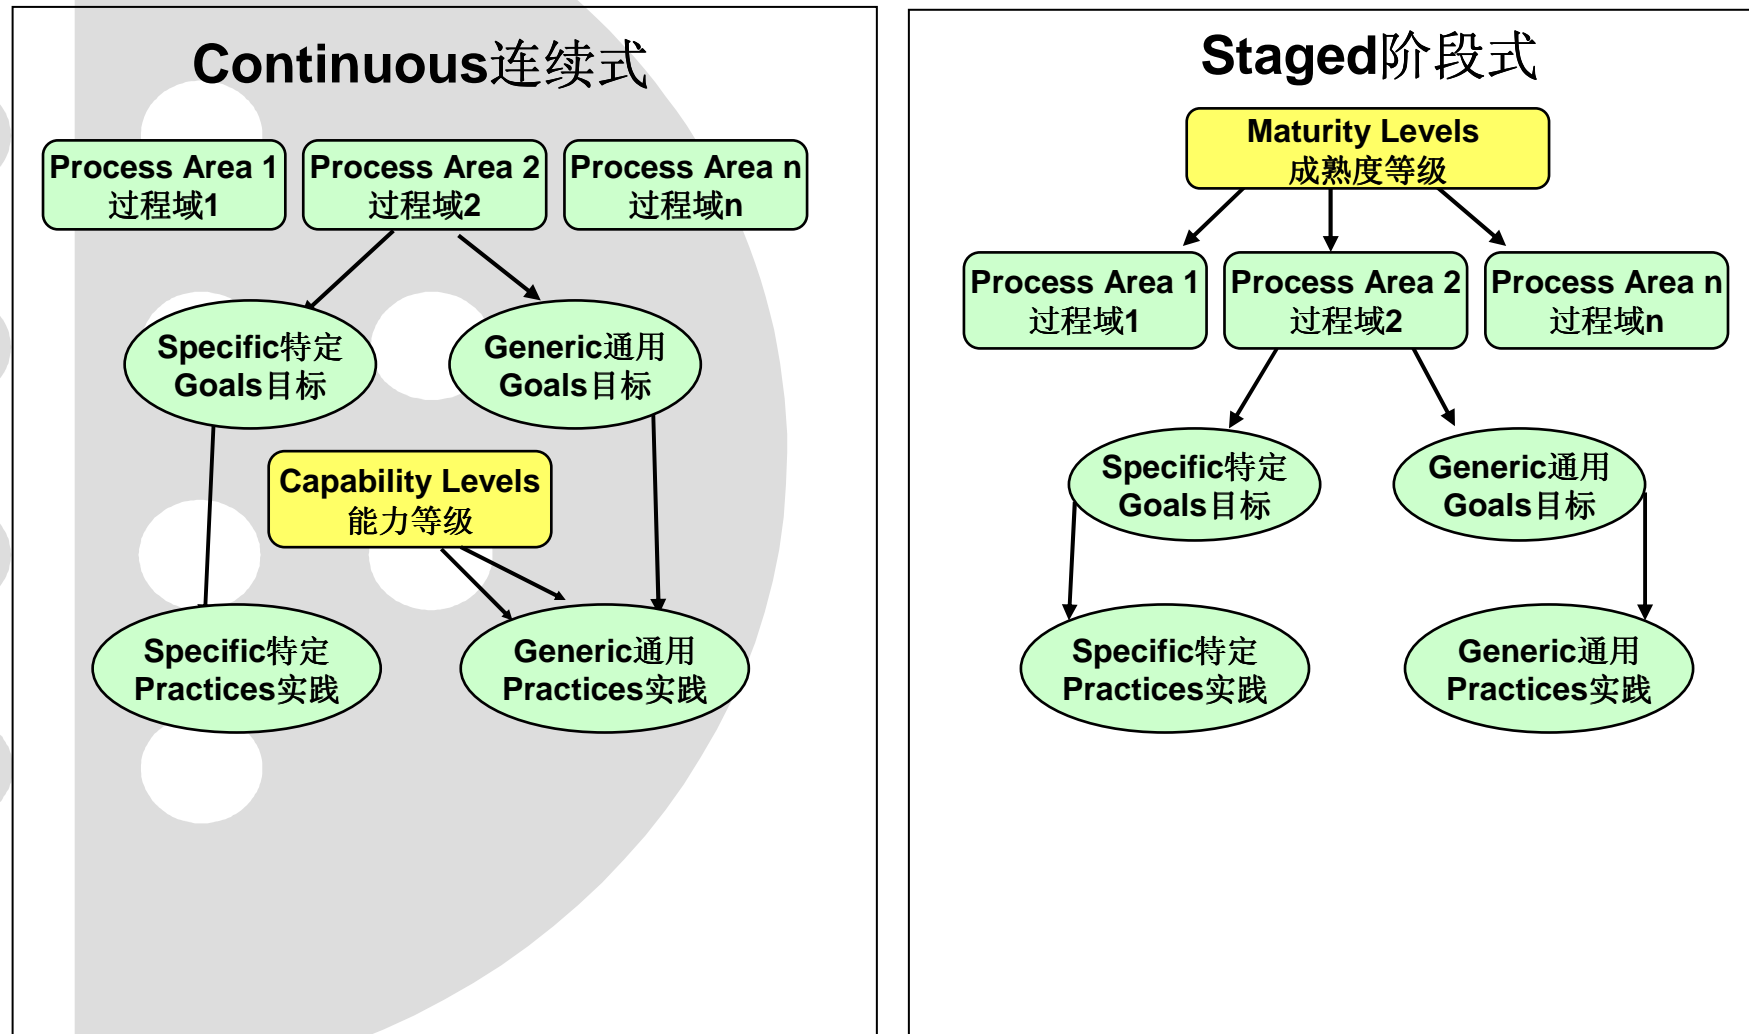 Continuous连续式
Process Area 1
过程域1
Process Area 2
过程域2
Process Area n
过程域n
Specific特定
Goals目标
Generic通用
Goals目标
Capability Levels
能力等级
Specific特定
Practices实践
Generic通用
Practices实践
Staged阶段式
Maturity Levels
成熟度等级
Process Area 1
过程域1
Process Area 2
过程域2
Process Area n
过程域n
Specific特定
Goals目标
Generic通用
Goals目标
Specific特定
Practices实践
Generic通用
Practices实践